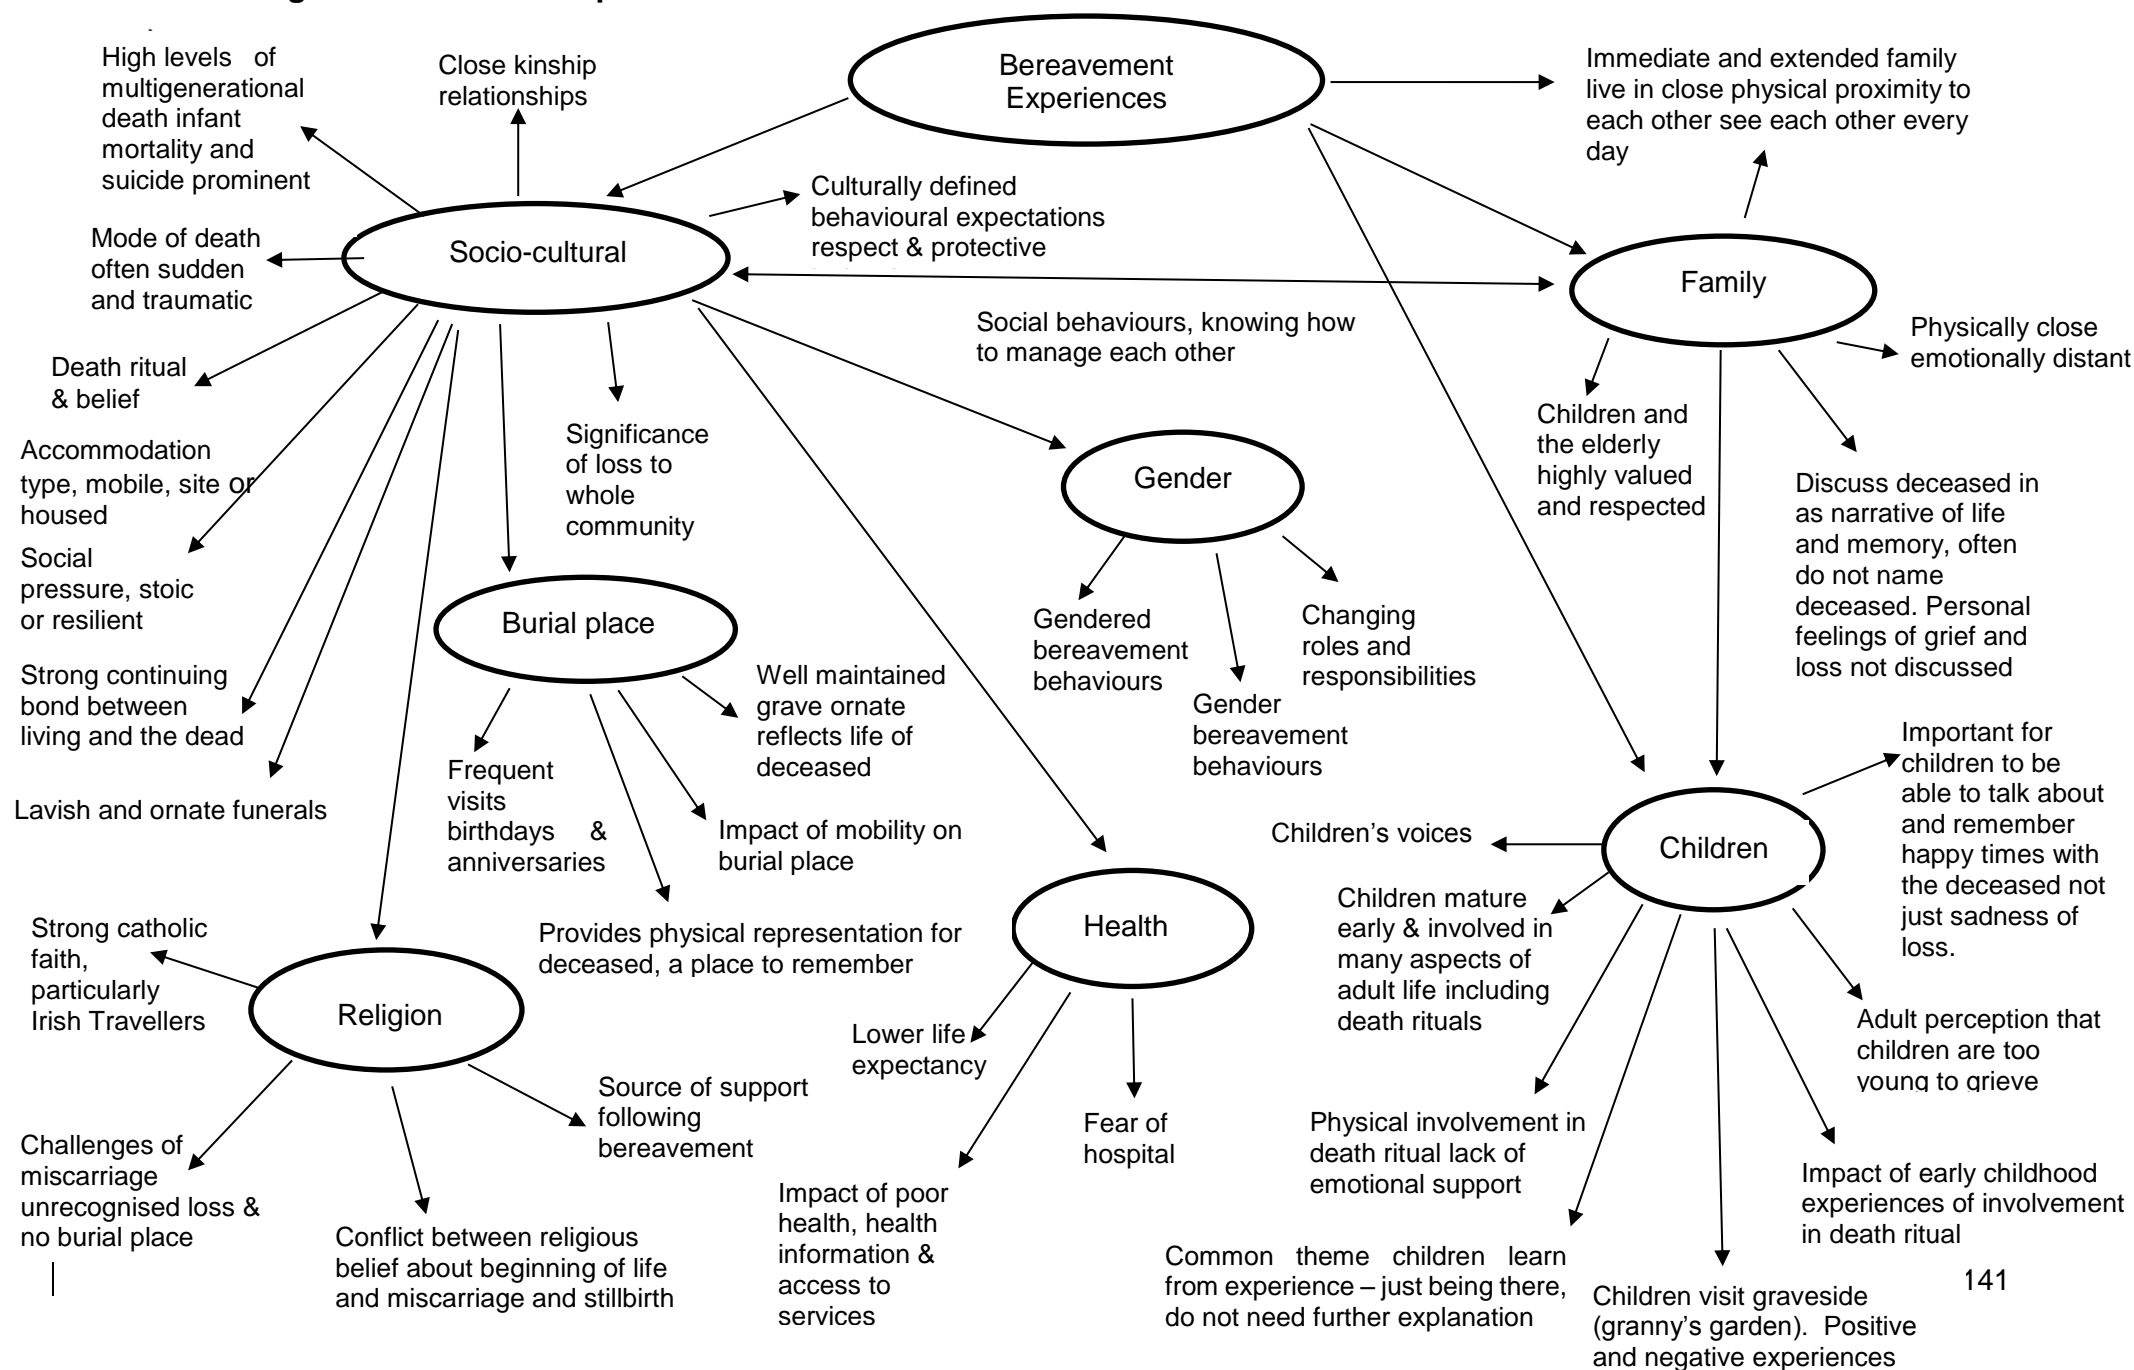 High levels of
multigenerational
death infant
mortality and
suicide prominent
Close kinship
relationships
Bereavement
Experiences
Immediate and extended family
live in close physical proximity to
each other see each other every
day
Culturally defined
behavioural expectations
respect & protective
Mode of death
often sudden
and traumatic
Socio-cultural
Family
Social behaviours, knowing how
to manage each other
Physically close
emotionally distant
Death ritual
& belief
Accommodation
type, mobile, site or
housed
Social
pressure, stoic
or resilient
Strong continuing
bond between
living and the dead
Lavish and ornate funerals
Significance
of loss to
whole
community
Gender
Children and
the elderly
highly valued
and respected
Discuss deceased in
as narrative of life
and memory, often
do not name
deceased. Personal
feelings of grief and
loss not discussed
Burial place
Gendered
bereavement
behaviours
Gender
bereavement
behaviours
Changing
roles and
responsibilities
Well maintained
grave ornate
reflects life of
deceased
Frequent
visits
birthdays &
anniversaries
Impact of mobility on
burial place
Provides physical representation for
deceased, a place to remember
Important for
children to be
able to talk about
and remember
happy times with
the deceased not
just sadness of
loss.
Children's voices
Children
Children mature
early & involved in
many aspects of
adult life including
death rituals
Health
Strong catholic
faith,
particularly
Irish Travellers
Religion
Lower life
expectancy
Adult perception that
children are too
young to grieve
Source of support
following
bereavement
Fear of
hospital
Physical involvement in
death ritual lack of
emotional support
Challenges of
miscarriage
unrecognised loss &
no burial place
Conflict between religious
belief about beginning of life
and miscarriage and stillbirth
Impact of poor
health, health
information &
access to
services
Impact of early childhood
experiences of involvement
in death ritual
Common theme children learn
from experience – just being there,
do not need further explanation
Children visit graveside
(granny's garden). Positive
and negative experiences
141